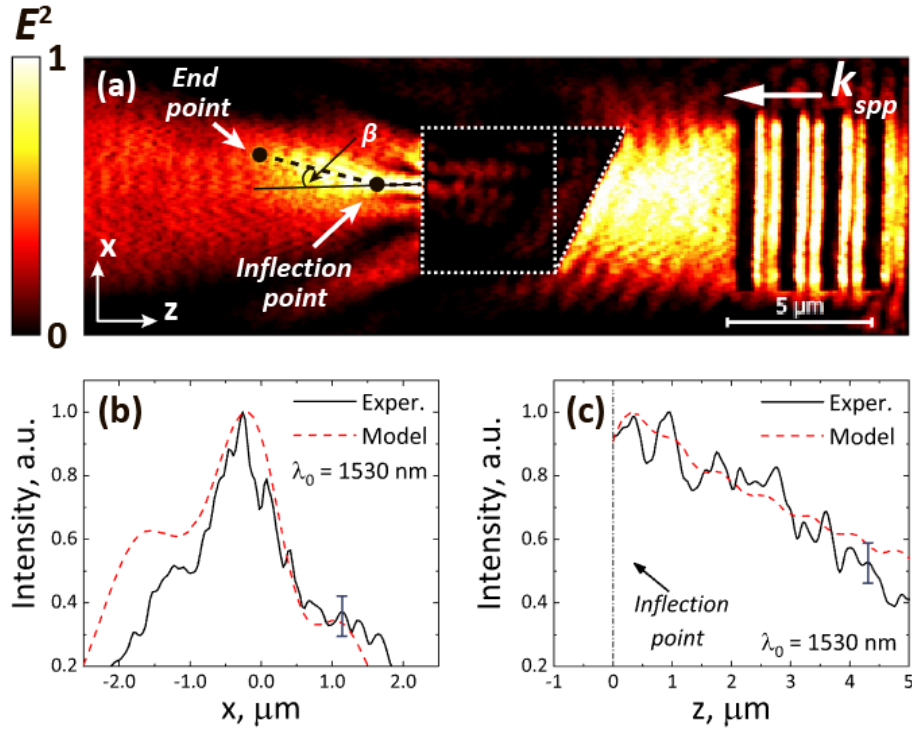 E²
1
0
(a)
End
point
β
Inflection
point
x
z
k_spp
5 μm
(b)
Exper.
Model
λ₀ = 1530 nm
Intensity, a.u.
1.0
0.8
0.6
0.4
0.2
-2.0 -1.0 0.0 1.0 2.0
x, μm
(c)
Exper.
Model
Inflection
point
λ₀ = 1530 nm
Intensity, a.u.
1.0
0.8
0.6
0.4
0.2
-1 0 1 2 3 4 5
z, μm